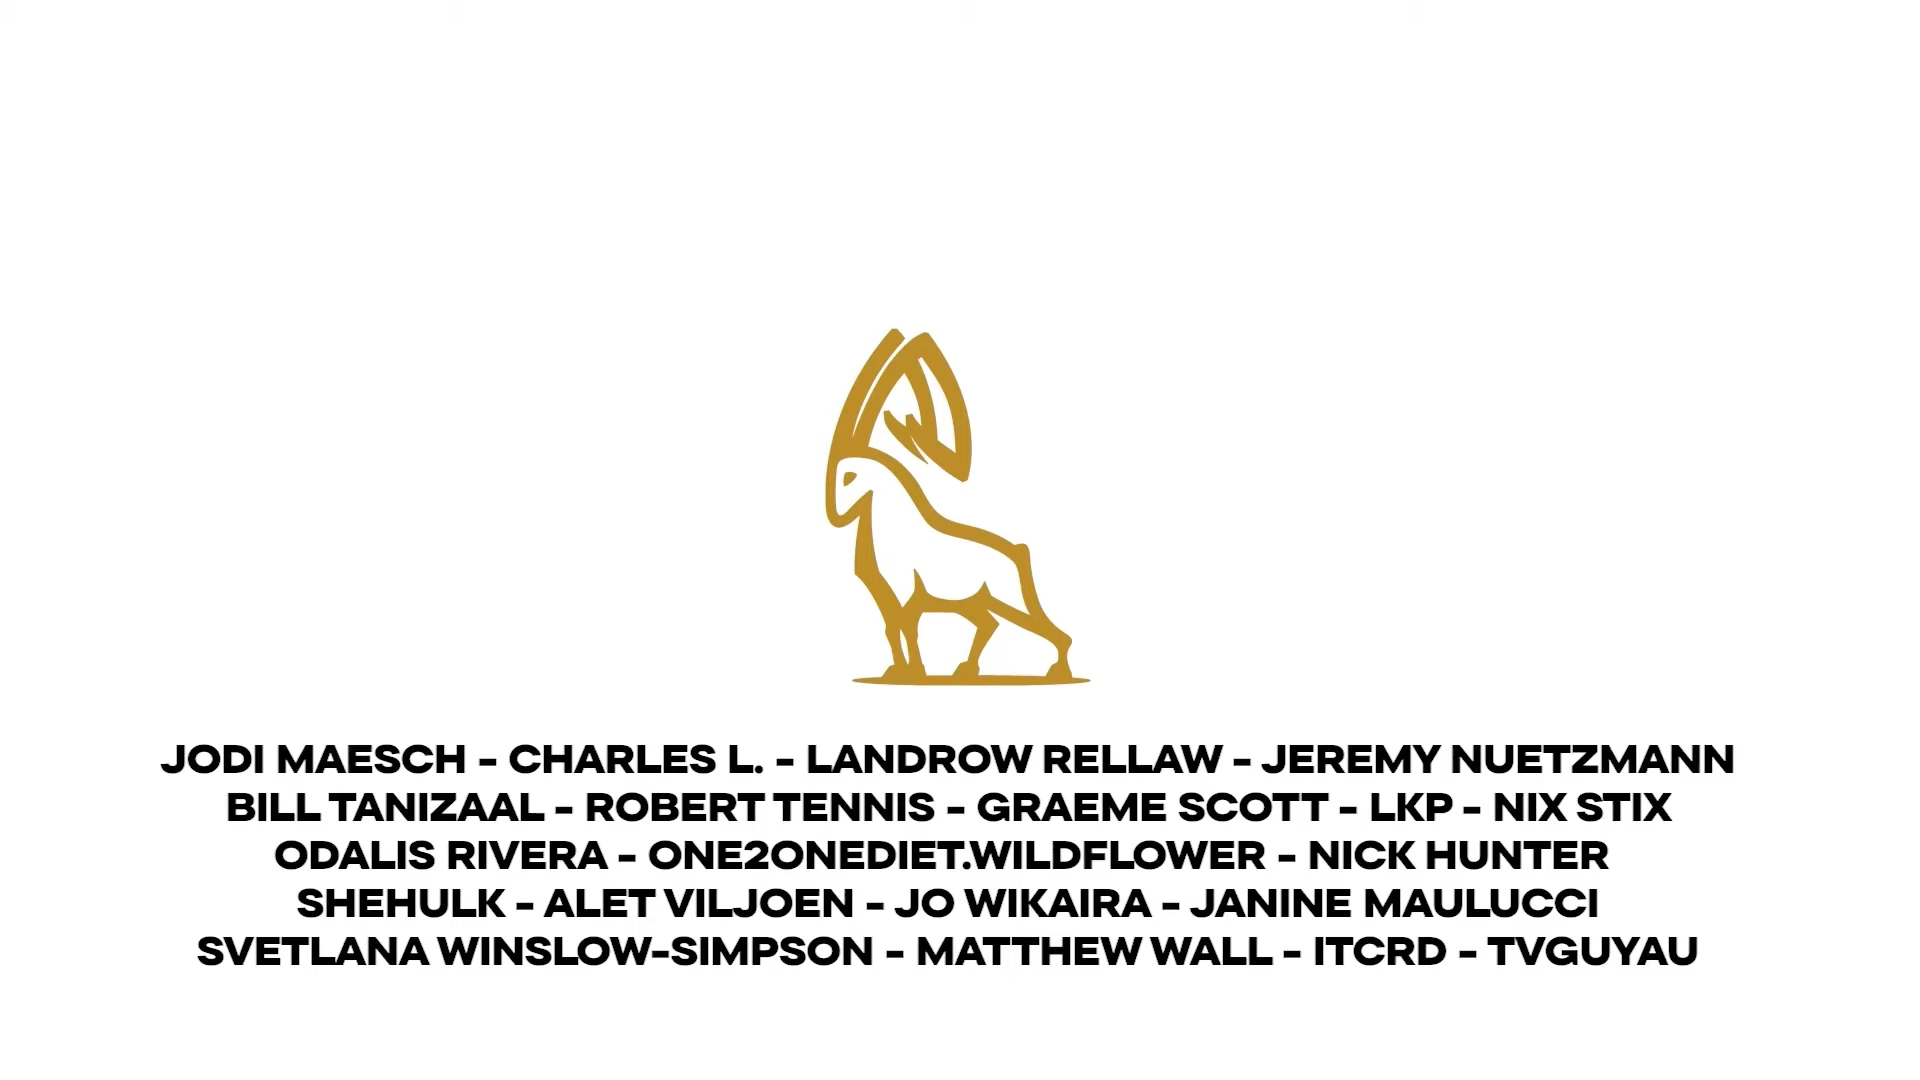 JODI MAESCH - CHARLES L. - LANDROW RELLAW - JEREMY NUETZMANN
BILL TANIZAAL - ROBERT TENNIS - GRAEME SCOTT - LKP - NIX STIX
ODALIS RIVERA - ONE2ONEDIET.WILDFLOWER - NICK HUNTER
SHEHULK - ALET VILJOEN - JO WIKAIRA - JANINE MAULUCCI
SVETLANA WINSLOW-SIMPSON - MATTHEW WALL - ITCRD - TVGUYAU